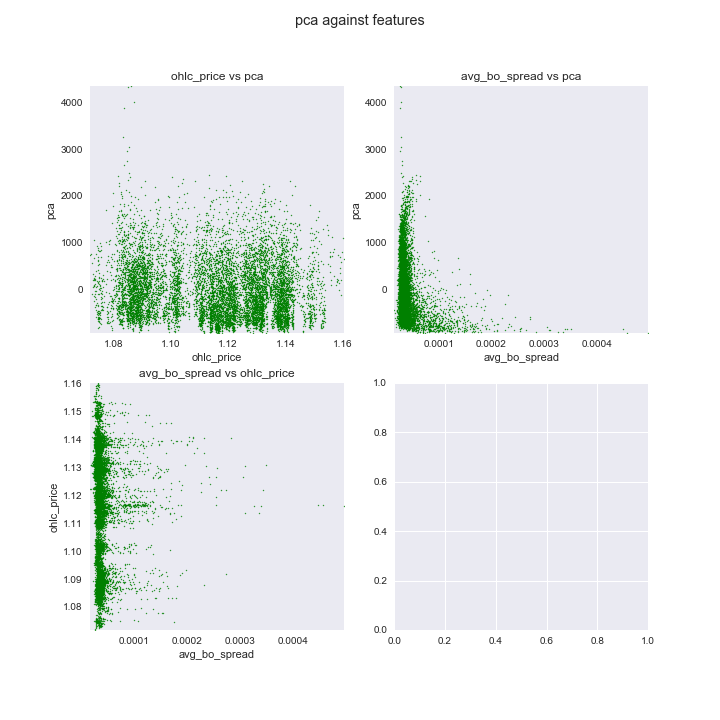 pca against features
ohlc_price vs pca
4000
3000
2000
1000
0
pca
1.08 1.10 1.12 1.14 1.16
ohlc_price
avg_bo_spread vs pca
4000
3000
2000
1000
0
pca
0.0001 0.0002 0.0003 0.0004
avg_bo_spread
avg_bo_spread vs ohlc_price
1.16
1.15
1.14
1.13
1.12
1.11
1.10
1.09
1.08
ohlc_price
0.0001 0.0002 0.0003 0.0004
avg_bo_spread
1.0
0.8
0.6
0.4
0.2
0.0
0.0 0.2 0.4 0.6 0.8 1.0